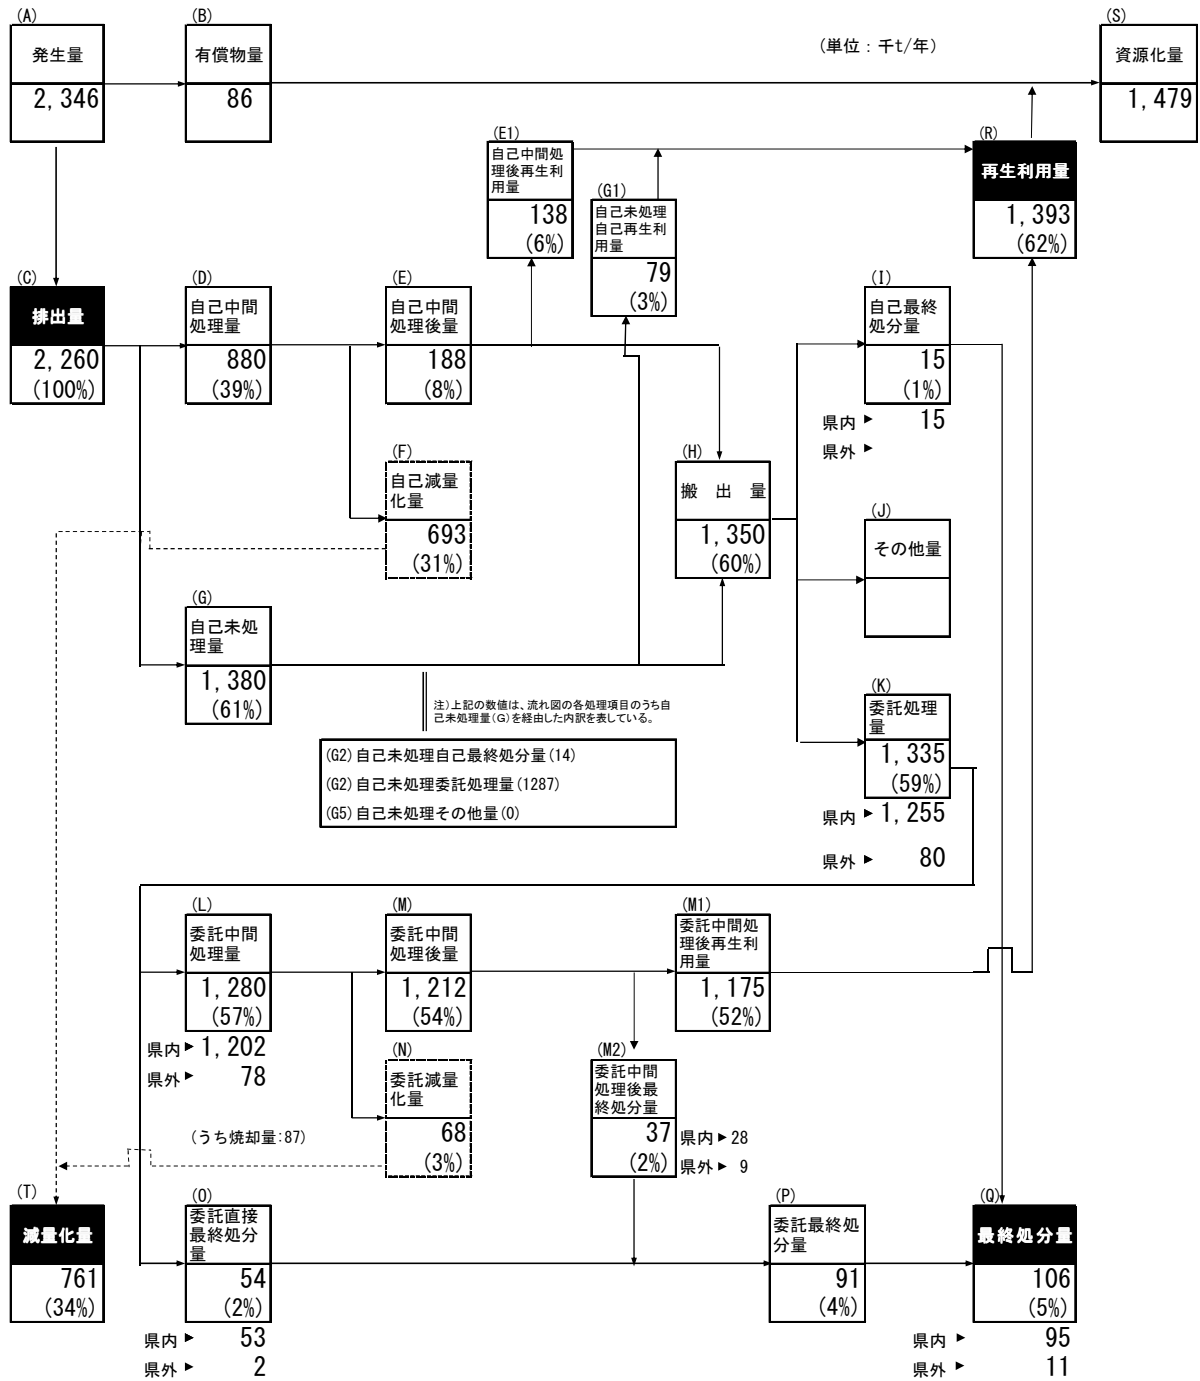 (A)
発生量
2,346
(B)
有償物量
86
(単位：千t/年)
(S)
資源化量
1,479
(E1)
自己中間処
理後再生利
用量
138
(6%)
(G1)
自己未処理
自己再生利
用量
79
(3%)
(R)
再生利用量
1,393
(62%)
(C)
排出量
2,260
(100%)
(D)
自己中間
処理量
880
(39%)
(E)
自己中間
処理後量
188
(8%)
(I)
自己最終
処分量
15
(1%)
県内 ▶ 15
県外 ▶
(F)
自己減量
化量
693
(31%)
(H)
搬 出 量
1,350
(60%)
(J)
その他量
(G)
自己未処
理量
1,380
(61%)
注)上記の数値は、流れ図の各処理項目のうち自
己未処理量(G)を経由した内訳を表している。
(G2)自己未処理自己最終処分量(14)
(G2)自己未処理委託処理量(1287)
(G5)自己未処理その他量(0)
(K)
委託処理
量
1,335
(59%)
県内 ▶ 1,255
県外 ▶ 80
(L)
委託中間
処理量
1,280
(57%)
県内 ▶ 1,202
県外 ▶ 78
(M)
委託中間
処理後量
1,212
(54%)
(M1)
委託中間処
理後再生利
用量
1,175
(52%)
(N)
委託減量
化量
68
(3%)
(M2)
委託中間
処理後最
終処分量
37
(2%)
県内 ▶ 28
県外 ▶ 9
(うち焼却量:87)
(T)
減量化量
761
(34%)
(O)
委託直接
最終処分
量
54
(2%)
県内 ▶ 53
県外 ▶ 2
(P)
委託最終処
分量
91
(4%)
(Q)
最終処分量
106
(5%)
県内 ▶ 95
県外 ▶ 11